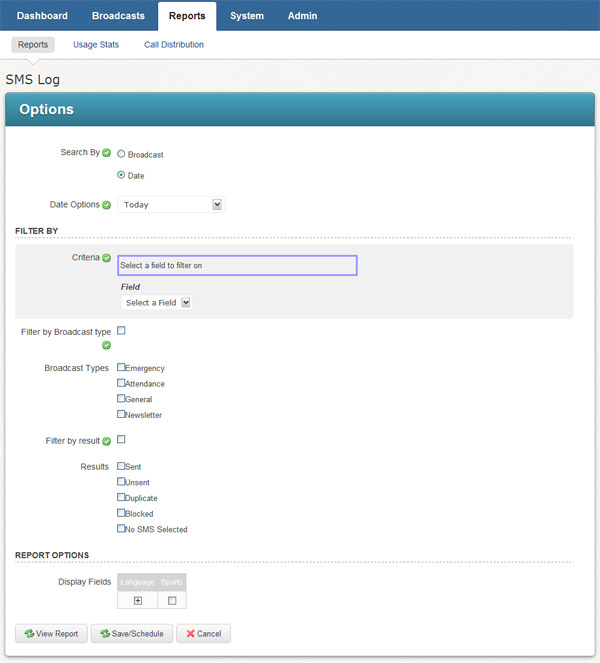 Dashboard Broadcasts Reports System Admin
Reports Usage Stats Call Distribution
SMS Log
Options
Search By Broadcast
Date
Date Options Today
FILTER BY
Criteria Select a field to filter on
Field
Select a Field
Filter by Broadcast type
Broadcast Types Emergency
Attendance
General
Newsletter
Filter by result
Results Sent
Unsent
Duplicate
Blocked
No SMS Selected
REPORT OPTIONS
Display Fields Language Sports
View Report Save/Schedule Cancel